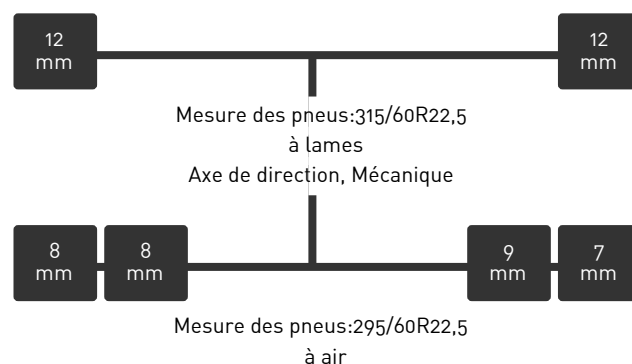 12
mm
12
mm
Mesure des pneus:315/60R22,5
à lames
Axe de direction, Mécanique
8
mm
8
mm
9
mm
7
mm
Mesure des pneus:295/60R22,5
à air